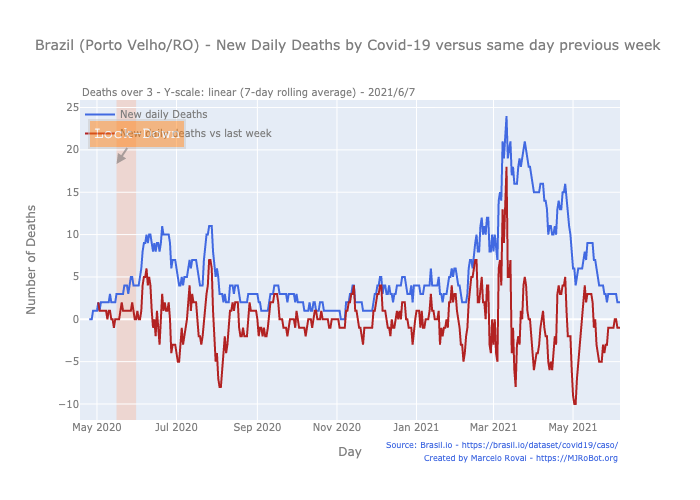 Brazil (Porto Velho/RO) - New Daily Deaths by Covid-19 versus same day previous week
Deaths over 3 - Y-scale: linear (7-day rolling average) - 2021/6/7
New daily Deaths
New daily deaths vs last week
Lock-Down
25
20
15
10
5
0
−5
−10
Number of Deaths
May 2020
Jul 2020
Sep 2020
Nov 2020
Jan 2021
Mar 2021
May 2021
Day
Source: Brasil.io - https://brasil.io/dataset/covid19/caso/
Created by Marcelo Rovai - https://MJRoBot.org